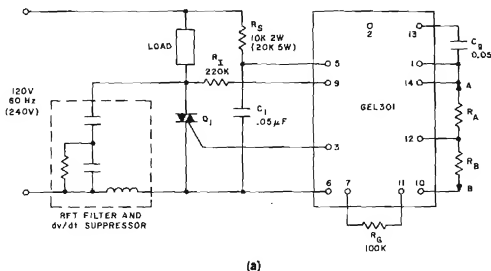 120V
60 Hz
(240V)
LOAD
RS
10K 2W
(20K 5W)
RI
220K
Q1
C1
.05μF
RFT FILTER AND
dv/dt SUPPRESSOR
GEL301
2
13
5
1
9
14
3
12
6
7
11
10
Cg
0.05
A
RA
RB
B
RG
100K
(a)